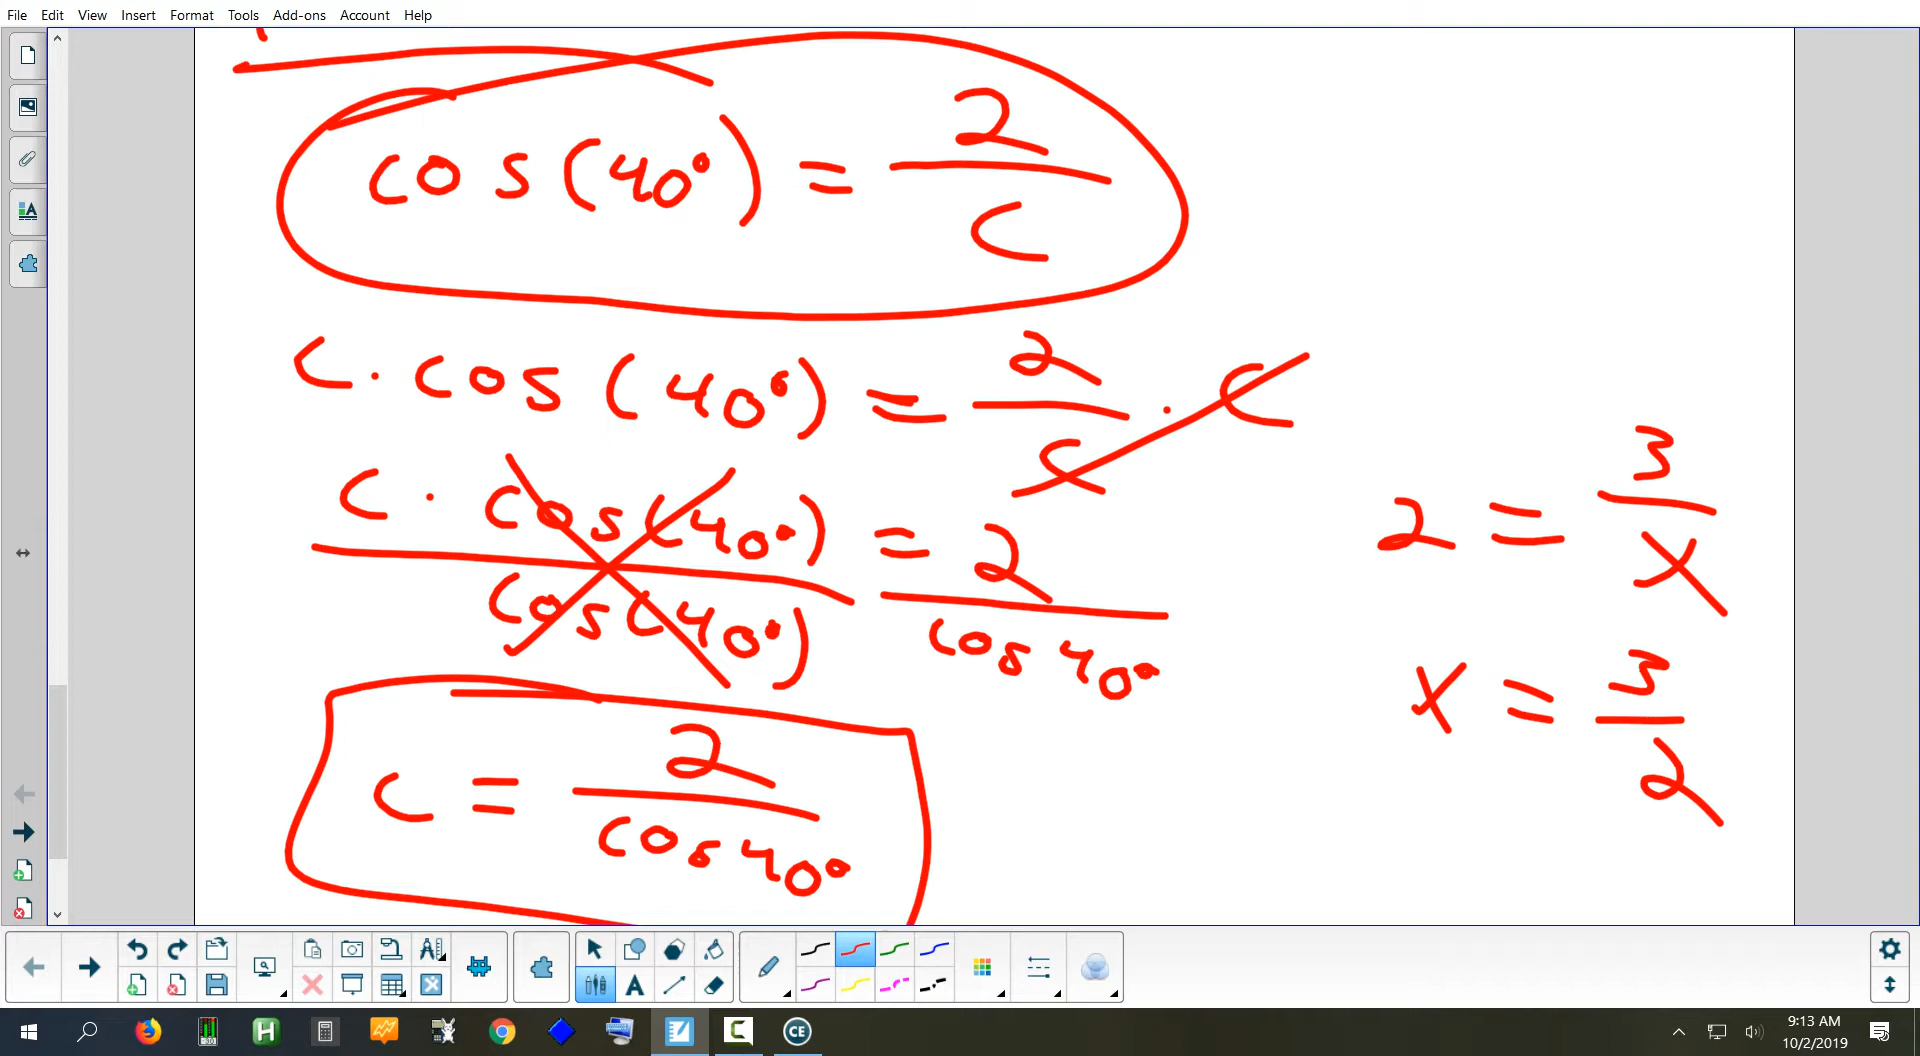 File Edit View Insert Format Tools Add-ons Account Help
cos(40°) = 2/C
C · cos(40°) = 2/C · C
C · cos(40°)/cos(40°) = 2/cos 40°
C = 2/cos 40°
2 = 3/x
x = 3/2
A
A
H
CE
9:13 AM
10/2/2019